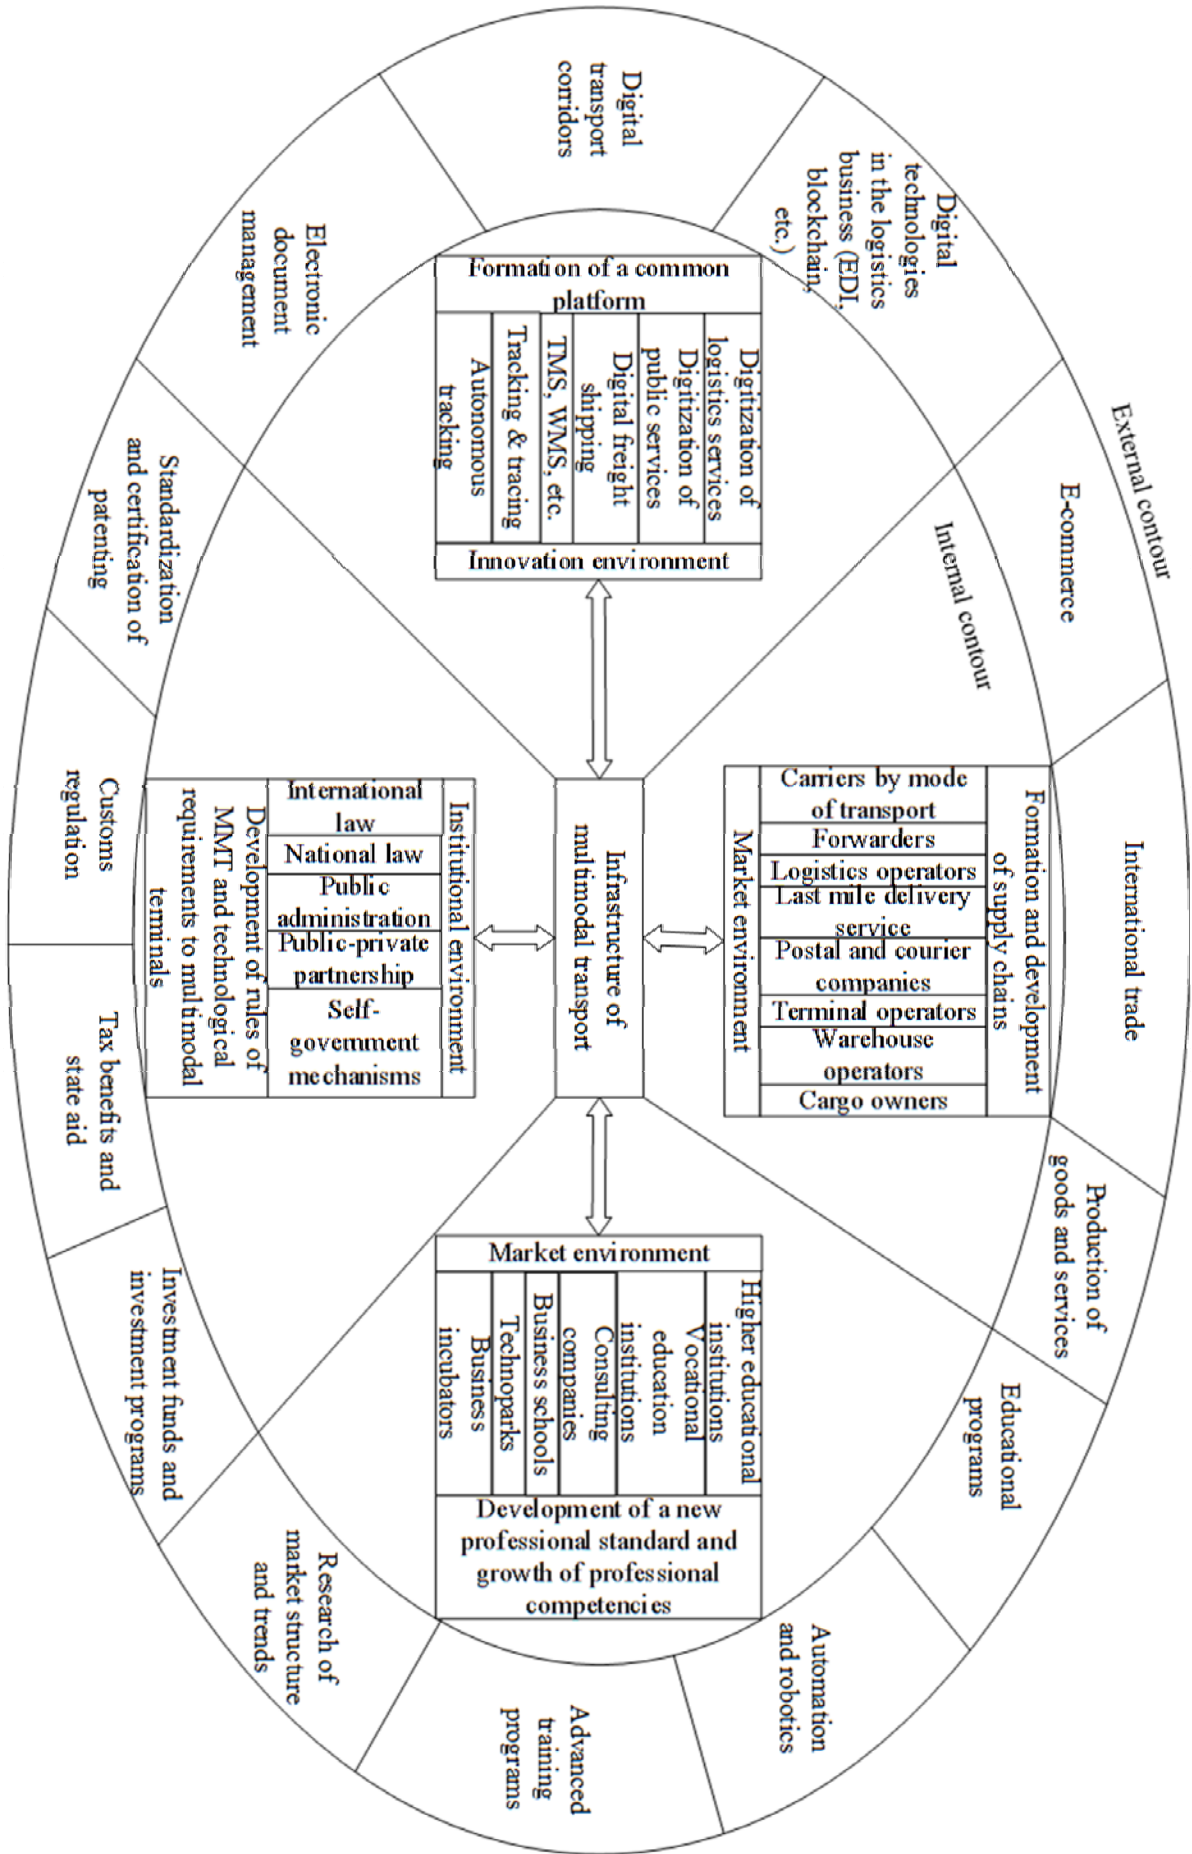 External contour
Internal contour
Digital
transport
corridors
Digital
technologies
in the logistics
business (EDI,
blockchain,
etc.)
E-commerce
International trade
Production of
goods and services
Educational
programs
Automation
and robotics
Advanced
training
programs
Research of
market structure
and trends
Investment funds and
investment programs
Tax benefits and
state aid
Customs
regulation
Standardization
and certification of
patenting
Electronic
document
management
Formation of a common
platform
Digitization of
logistics services
Digitization of
public services
Digital freight
shipping
TMS, WMS, etc.
Tracking & tracing
Autonomous
tracking
Innovation environment
Formation and development
of supply chains
Carriers by mode
of transport
Forwarders
Logistics operators
Last mile delivery
service
Postal and courier
companies
Terminal operators
Warehouse
operators
Cargo owners
Market environment
Infrastructure of
multimodal transport
Institutional environment
International
law
National law
Public
administration
Public-private
partnership
Self-
government
mechanisms
Development of rules of
MMT and technological
requirements to multimodal
terminals
Market environment
Higher educational
institutions
Vocational
education
institutions
Consulting
companies
Business schools
Technoparks
Business
incubators
Development of a new
professional standard and
growth of professional
competencies